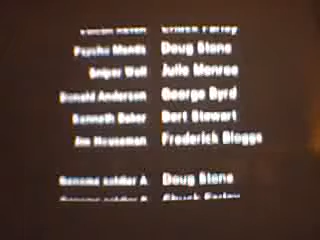 Psycho Mantis Doug Stone
Sniper Wolf Julie Monroe
Donald Anderson George Byrd
Kenneth Baker Bert Stewart
Jim Houseman Frederick Bloggs
Genome soldier A Doug Stone